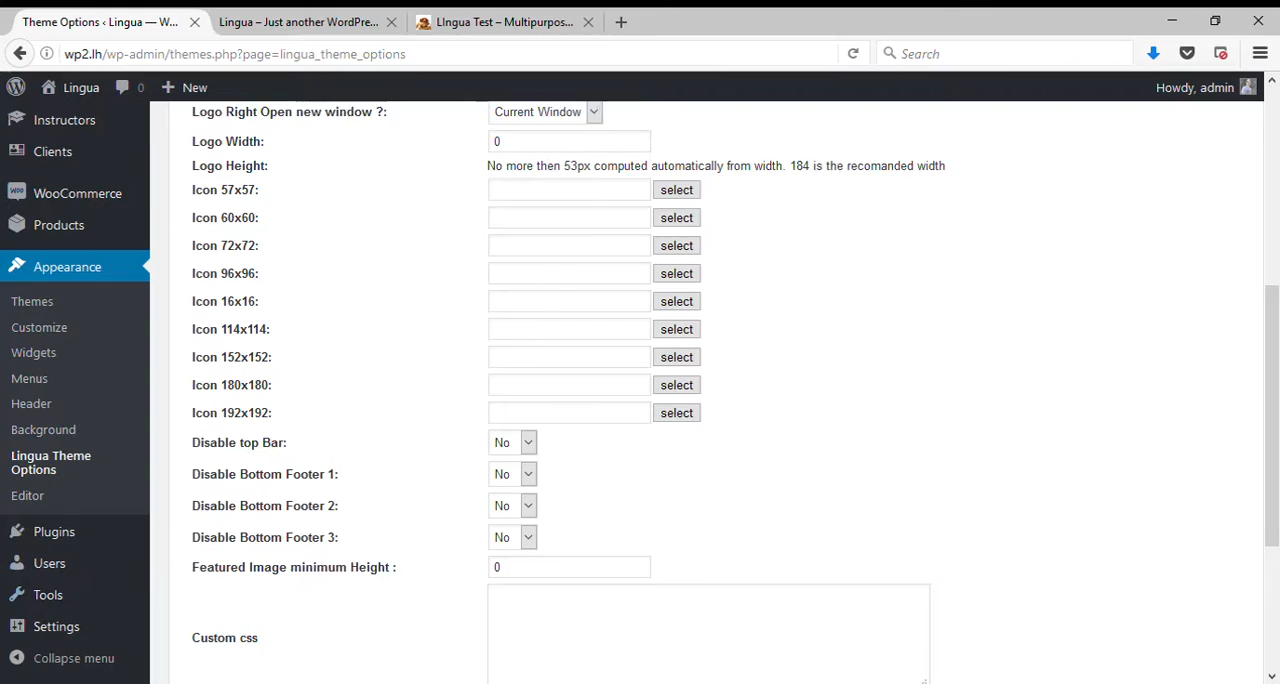 Theme Options ‹ Lingua — W...
Lingua – Just another WordPre...
LIngua Test – Multipurpos...
wp2.lh/wp-admin/themes.php?page=lingua_theme_options
Search
Lingua
0
New
Howdy, admin
Instructors
Clients
WooCommerce
Products
Appearance
Themes
Customize
Widgets
Menus
Header
Background
Lingua Theme
Options
Editor
Plugins
Users
Tools
Settings
Collapse menu
Logo Right Open new window ?: Current Window
Logo Width: 0
Logo Height: No more then 53px computed automatically from width. 184 is the recomanded width
Icon 57x57: select
Icon 60x60: select
Icon 72x72: select
Icon 96x96: select
Icon 16x16: select
Icon 114x114: select
Icon 152x152: select
Icon 180x180: select
Icon 192x192: select
Disable top Bar: No
Disable Bottom Footer 1: No
Disable Bottom Footer 2: No
Disable Bottom Footer 3: No
Featured Image minimum Height : 0
Custom css